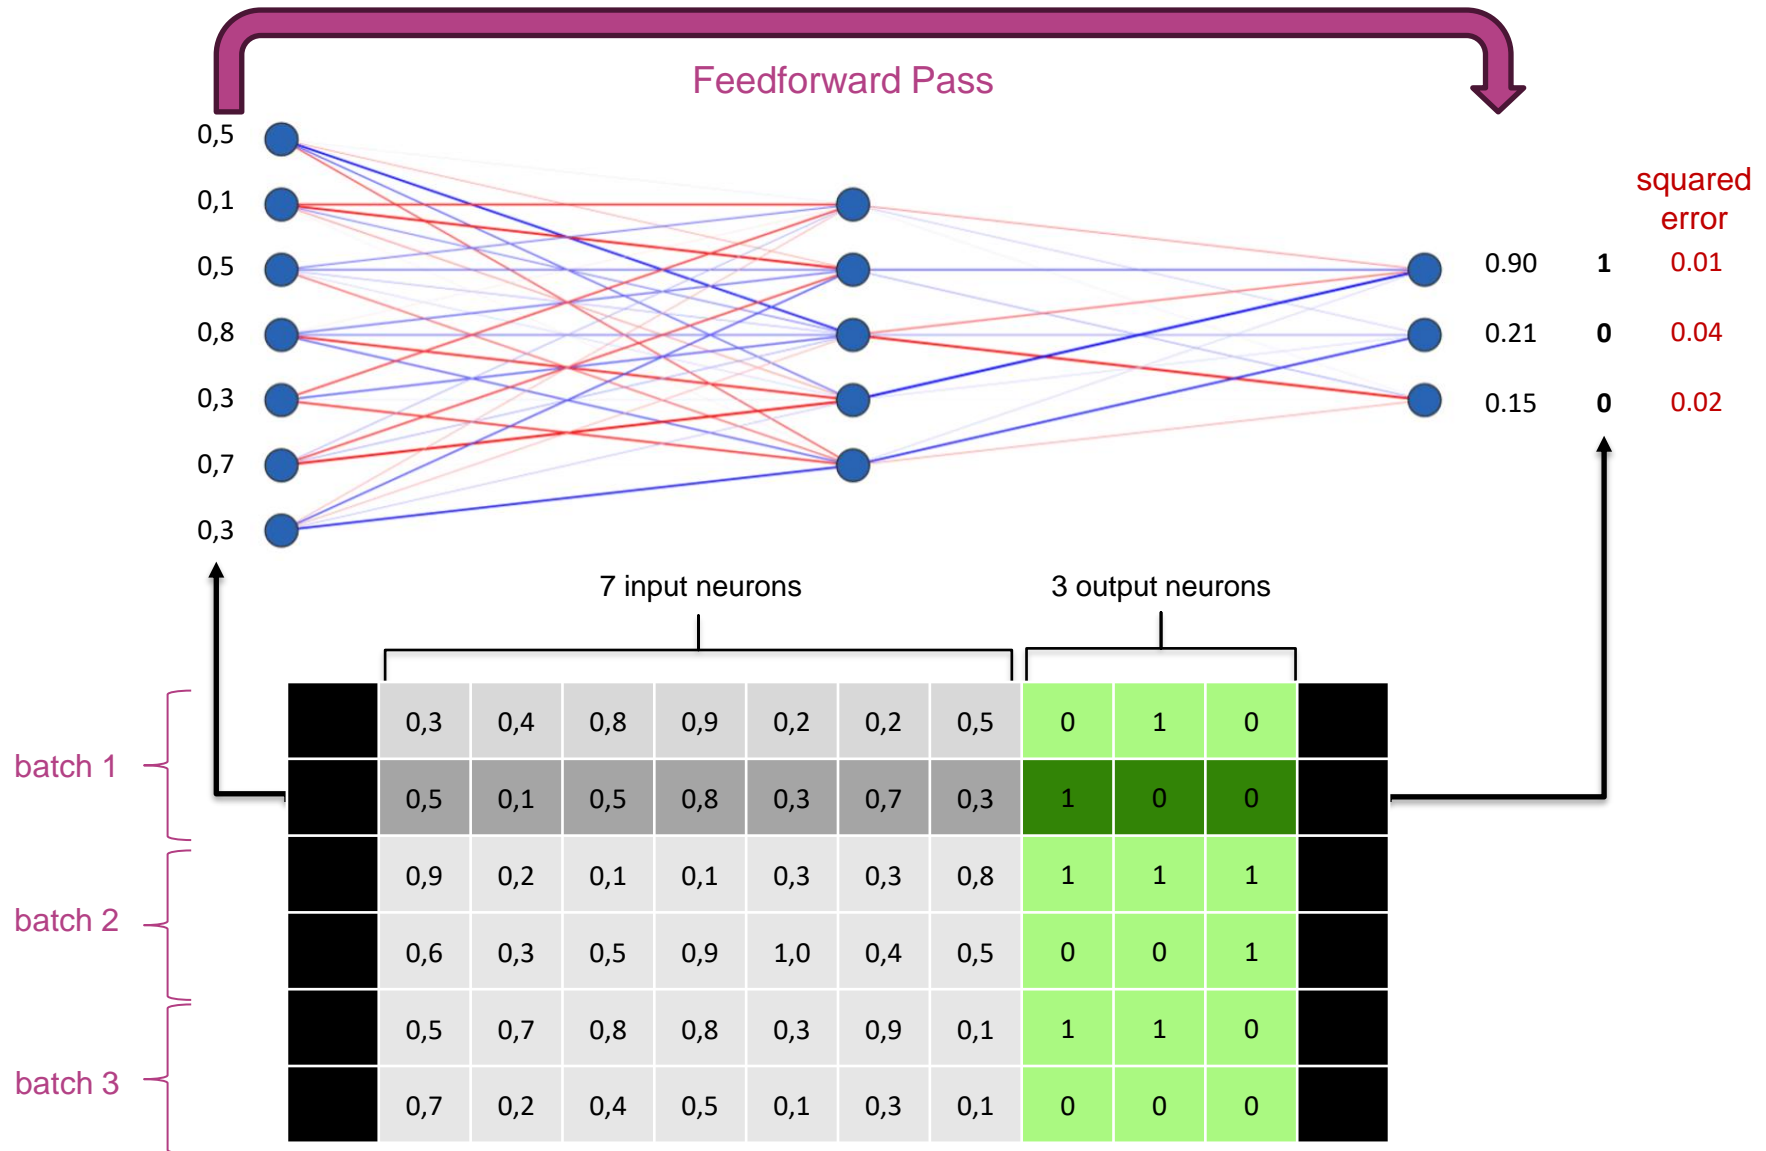 Feedforward Pass
0,5
0,1
0,5
0,8
0,3
0,7
0,3
squared
error
0.90 1 0.01
0.21 0 0.04
0.15 0 0.02
7 input neurons
3 output neurons
batch 1
0,3 0,4 0,8 0,9 0,2 0,2 0,5 0 1 0
0,5 0,1 0,5 0,8 0,3 0,7 0,3 1 0 0
batch 2
0,9 0,2 0,1 0,1 0,3 0,3 0,8 1 1 1
0,6 0,3 0,5 0,9 1,0 0,4 0,5 0 0 1
batch 3
0,5 0,7 0,8 0,8 0,3 0,9 0,1 1 1 0
0,7 0,2 0,4 0,5 0,1 0,3 0,1 0 0 0